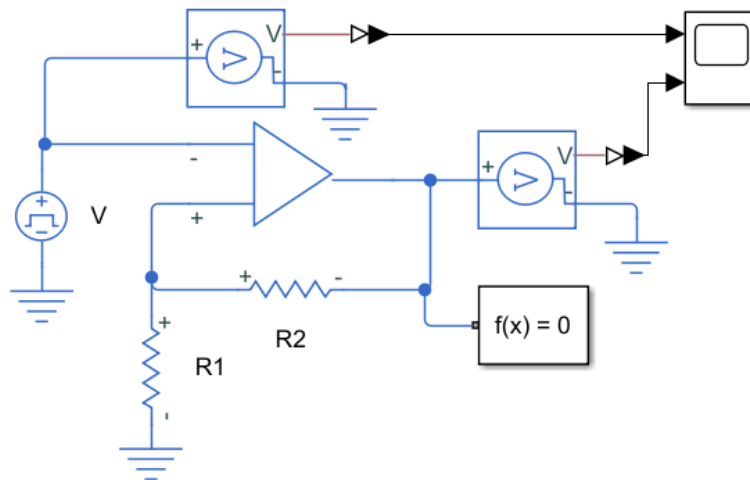 + V V -
- +
+ - V
+ V V -
+ - R2
f(x) = 0
+ R1 -